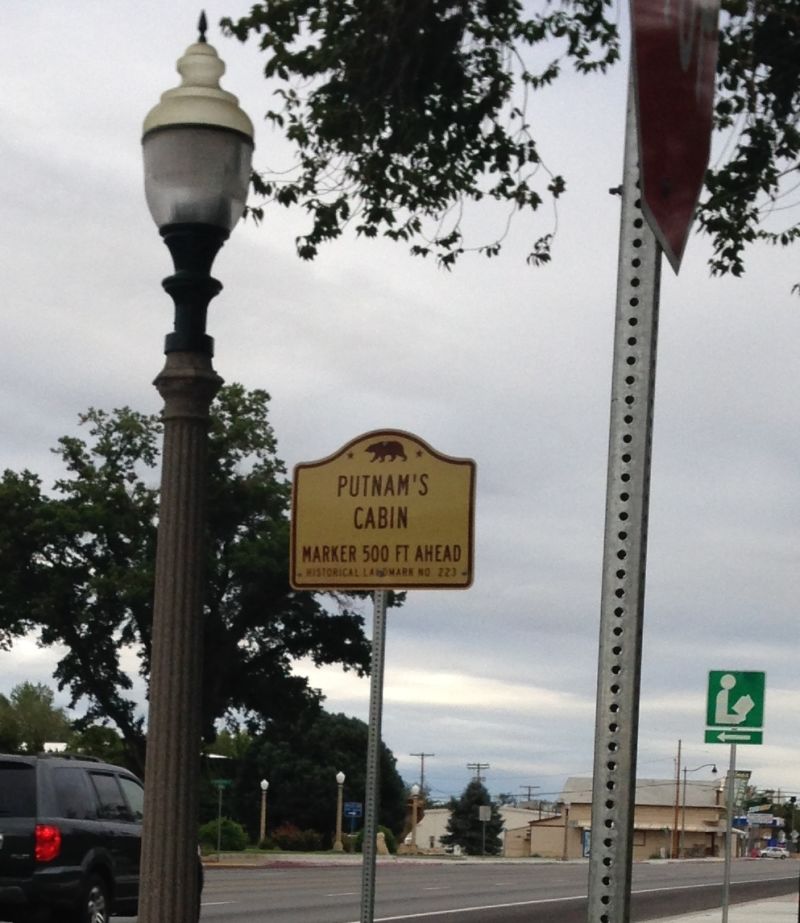 PUTNAM'S
CABIN
MARKER 500 FT AHEAD
HISTORICAL LANDMARK NO. 223